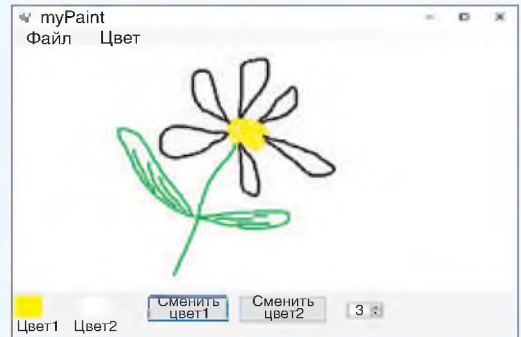 myPaint
Файл Цвет
Сменить цвет1
Сменить цвет2
3
Цвет1 Цвет2